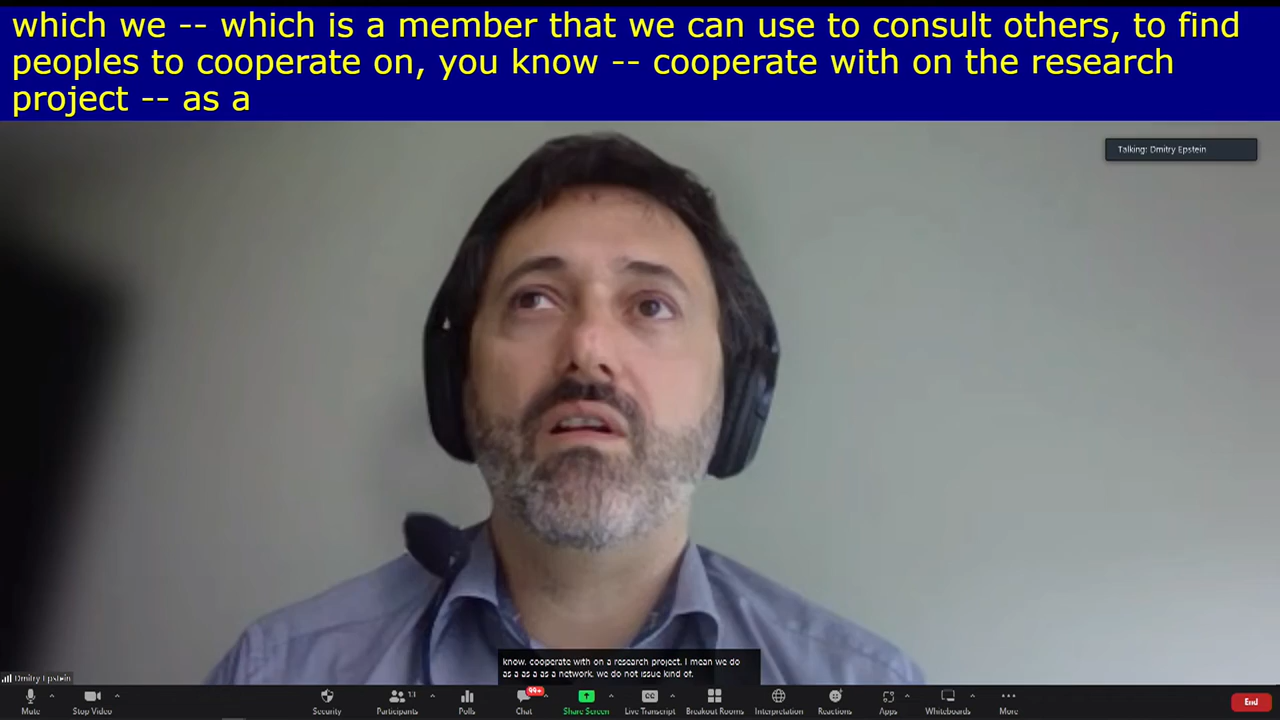 which we -- which is a member that we can use to consult others, to find
peoples to cooperate on, you know -- cooperate with on the research
project -- as a
Talking: Dmitry Epstein
know. cooperate with on a research project. I mean we do
as a as a as a network. we do not issue kind of.
Dmitry Epstein
Mute
Stop Video
Security
Participants
13
Polls
Chat
99+
Share Screen
Live Transcript
Breakout Rooms
Interpretation
Reactions
Apps
Whiteboards
More
End